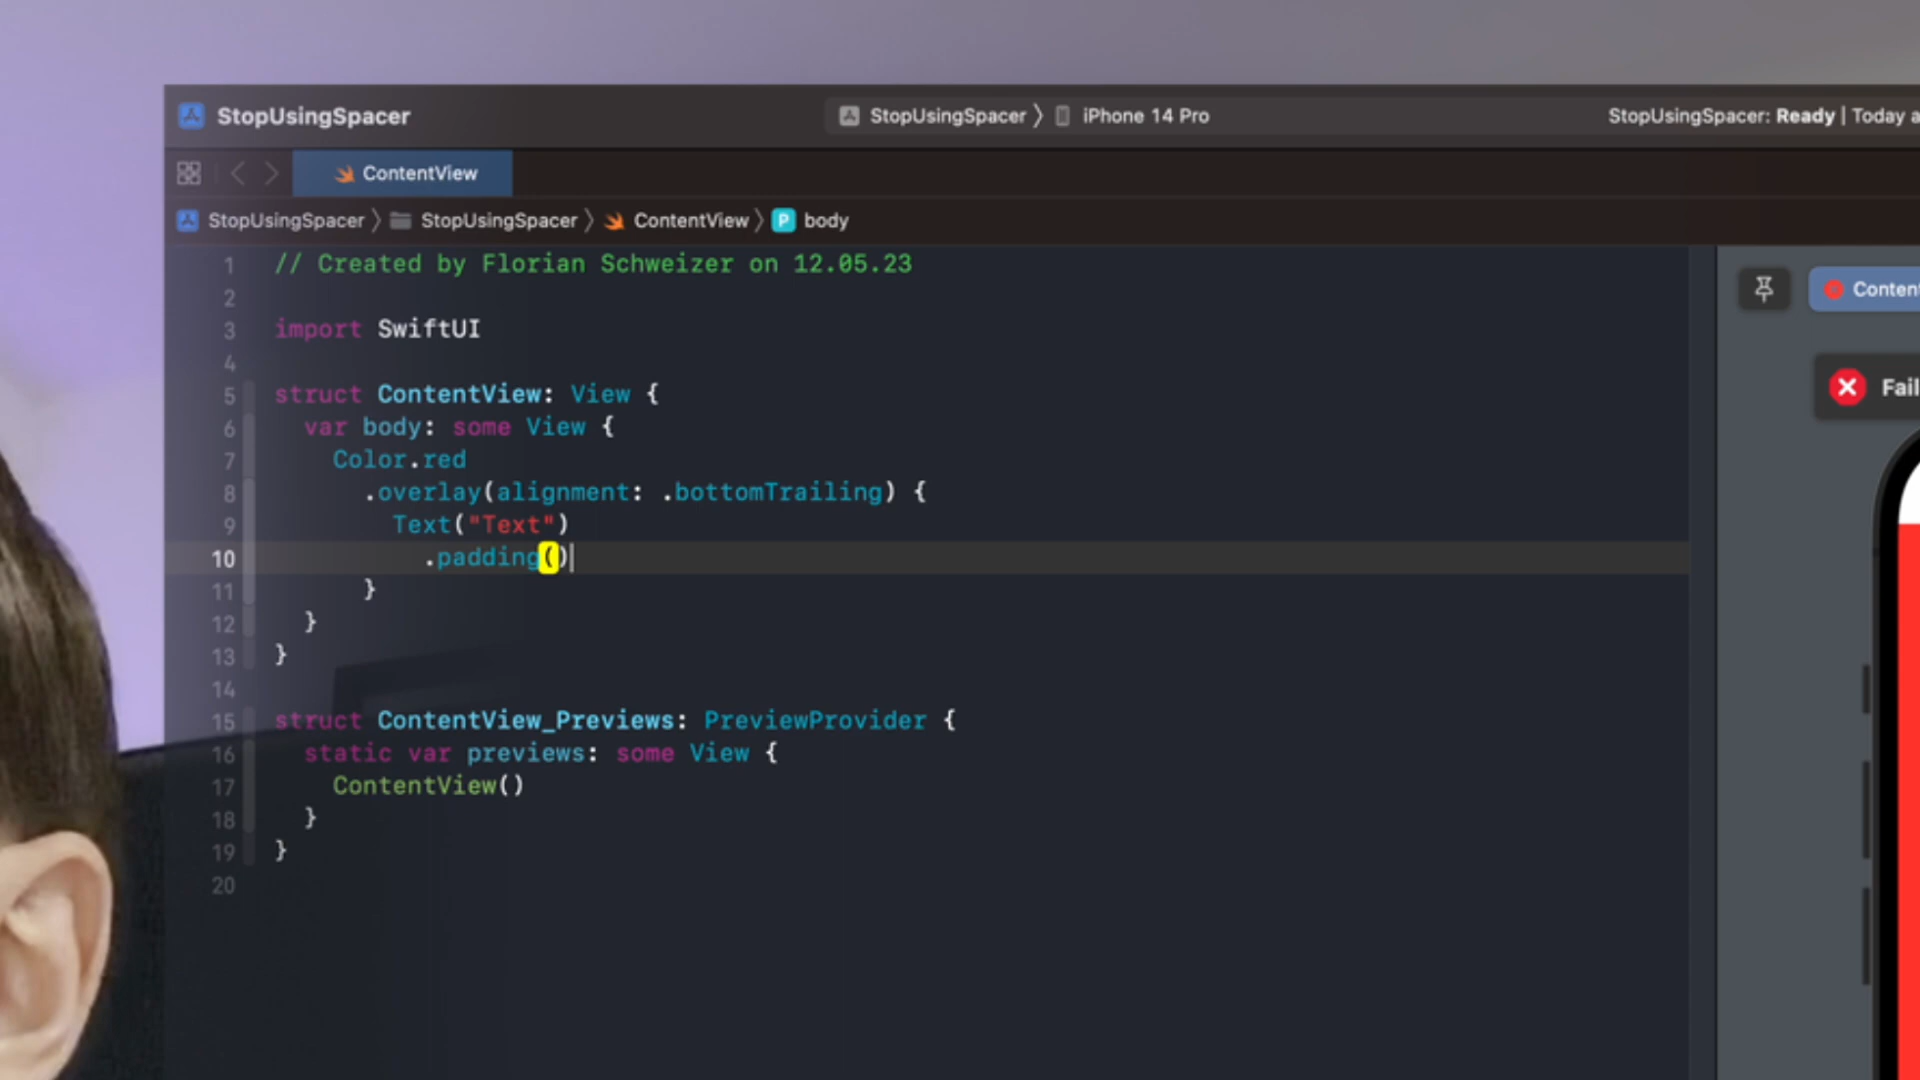 StopUsingSpacer
StopUsingSpacer 〉 iPhone 14 Pro
StopUsingSpacer: Ready | Today a
ContentView
StopUsingSpacer 〉 StopUsingSpacer 〉 ContentView 〉 P body
1 // Created by Florian Schweizer on 12.05.23
2
3 import SwiftUI
4
5 struct ContentView: View {
6 var body: some View {
7 Color.red
8 .overlay(alignment: .bottomTrailing) {
9 Text("Text")
10 .padding()
11 }
12 }
13 }
14
15 struct ContentView_Previews: PreviewProvider {
16 static var previews: some View {
17 ContentView()
18 }
19 }
20
Content
Fail